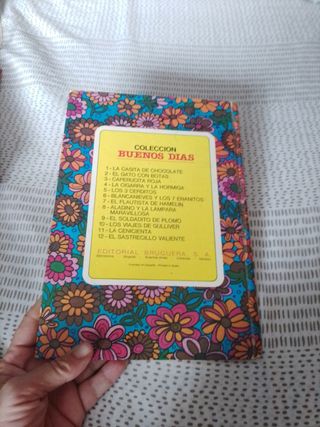 COLECCION
BUENOS DIAS
1 - LA CASITA DE CHOCOLATE
2 - EL GATO CON BOTAS
3 - CAPERUCITA ROJA
4 - LA CIGARRA Y LA HORMIGA
5 - LOS 3 CERDITOS
6 - BLANCANIEVES Y LOS 7 ENANITOS
7 - EL FLAUTISTA DE HAMELIN
8 - ALADINO Y LA LAMPARA
MARAVILLOSA
9 - EL SOLDADITO DE PLOMO
10 - LOS VIAJES DE GULLIVER
11 - LA CENICIENTA
12 - EL SASTRECILLO VALIENTE
EDITORIAL BRUGUERA, S. A.